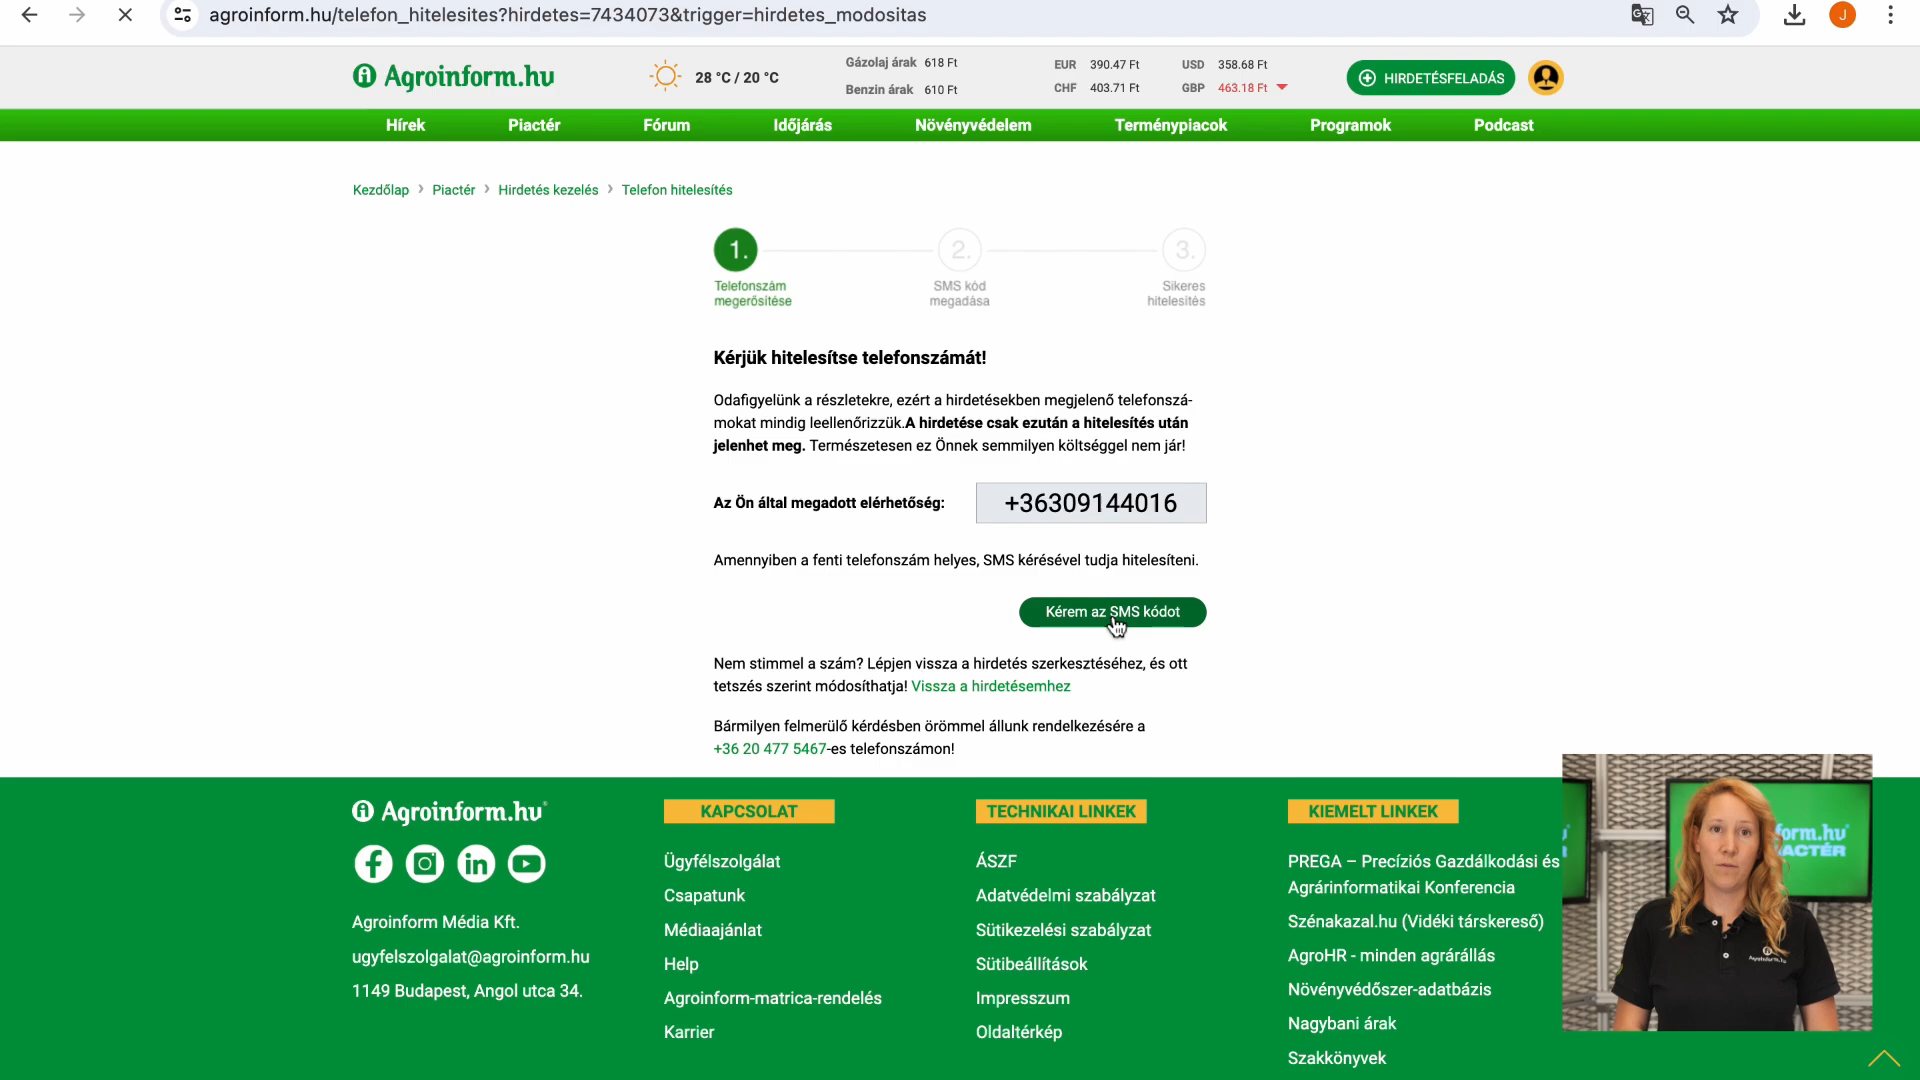 agroinform.hu/telefon_hitelesites?hirdetes=7434073&trigger=hirdetes_modositas
J
Agroinform.hu
28 °C / 20 °C
Gázolaj árak 618 Ft
Benzin árak 610 Ft
EUR 390.47 Ft
CHF 403.71 Ft
USD 358.68 Ft
GBP 463.18 Ft
HIRDETÉSFELADÁS
Hírek Piactér Fórum Időjárás Növényvédelem Terménypiacok Programok Podcast
Kezdőlap › Piactér › Hirdetés kezelés › Telefon hitelesítés
1. 2. 3.
Telefonszám megerősítése
SMS kód megadása
Sikeres hitelesítés
Kérjük hitelesítse telefonszámát!
Odafigyelünk a részletekre, ezért a hirdetésekben megjelenő telefonszá-
mokat mindig leellenőrizzük.A hirdetése csak ezután a hitelesítés után
jelenhet meg. Természetesen ez Önnek semmilyen költséggel nem jár!
Az Ön által megadott elérhetőség: +36309144016
Amennyiben a fenti telefonszám helyes, SMS kérésével tudja hitelesíteni.
Kérem az SMS kódot
Nem stimmel a szám? Lépjen vissza a hirdetés szerkesztéséhez, és ott
tetszés szerint módosíthatja! Vissza a hirdetésemhez
Bármilyen felmerülő kérdésben örömmel állunk rendelkezésére a
+36 20 477 5467-es telefonszámon!
Agroinform.hu
Agroinform Média Kft.
ugyfelszolgalat@agroinform.hu
1149 Budapest, Angol utca 34.
KAPCSOLAT
Ügyfélszolgálat
Csapatunk
Médiaajánlat
Help
Agroinform-matrica-rendelés
Karrier
TECHNIKAI LINKEK
ÁSZF
Adatvédelmi szabályzat
Sütikezelési szabályzat
Sütibeállítások
Impresszum
Oldaltérkép
KIEMELT LINKEK
PREGA – Precíziós Gazdálkodási és
Agrárinformatikai Konferencia
Szénakazal.hu (Vidéki társkereső)
AgroHR - minden agrárállás
Növényvédőszer-adatbázis
Nagybani árak
Szakkönyvek
form.hu
ACTÉR